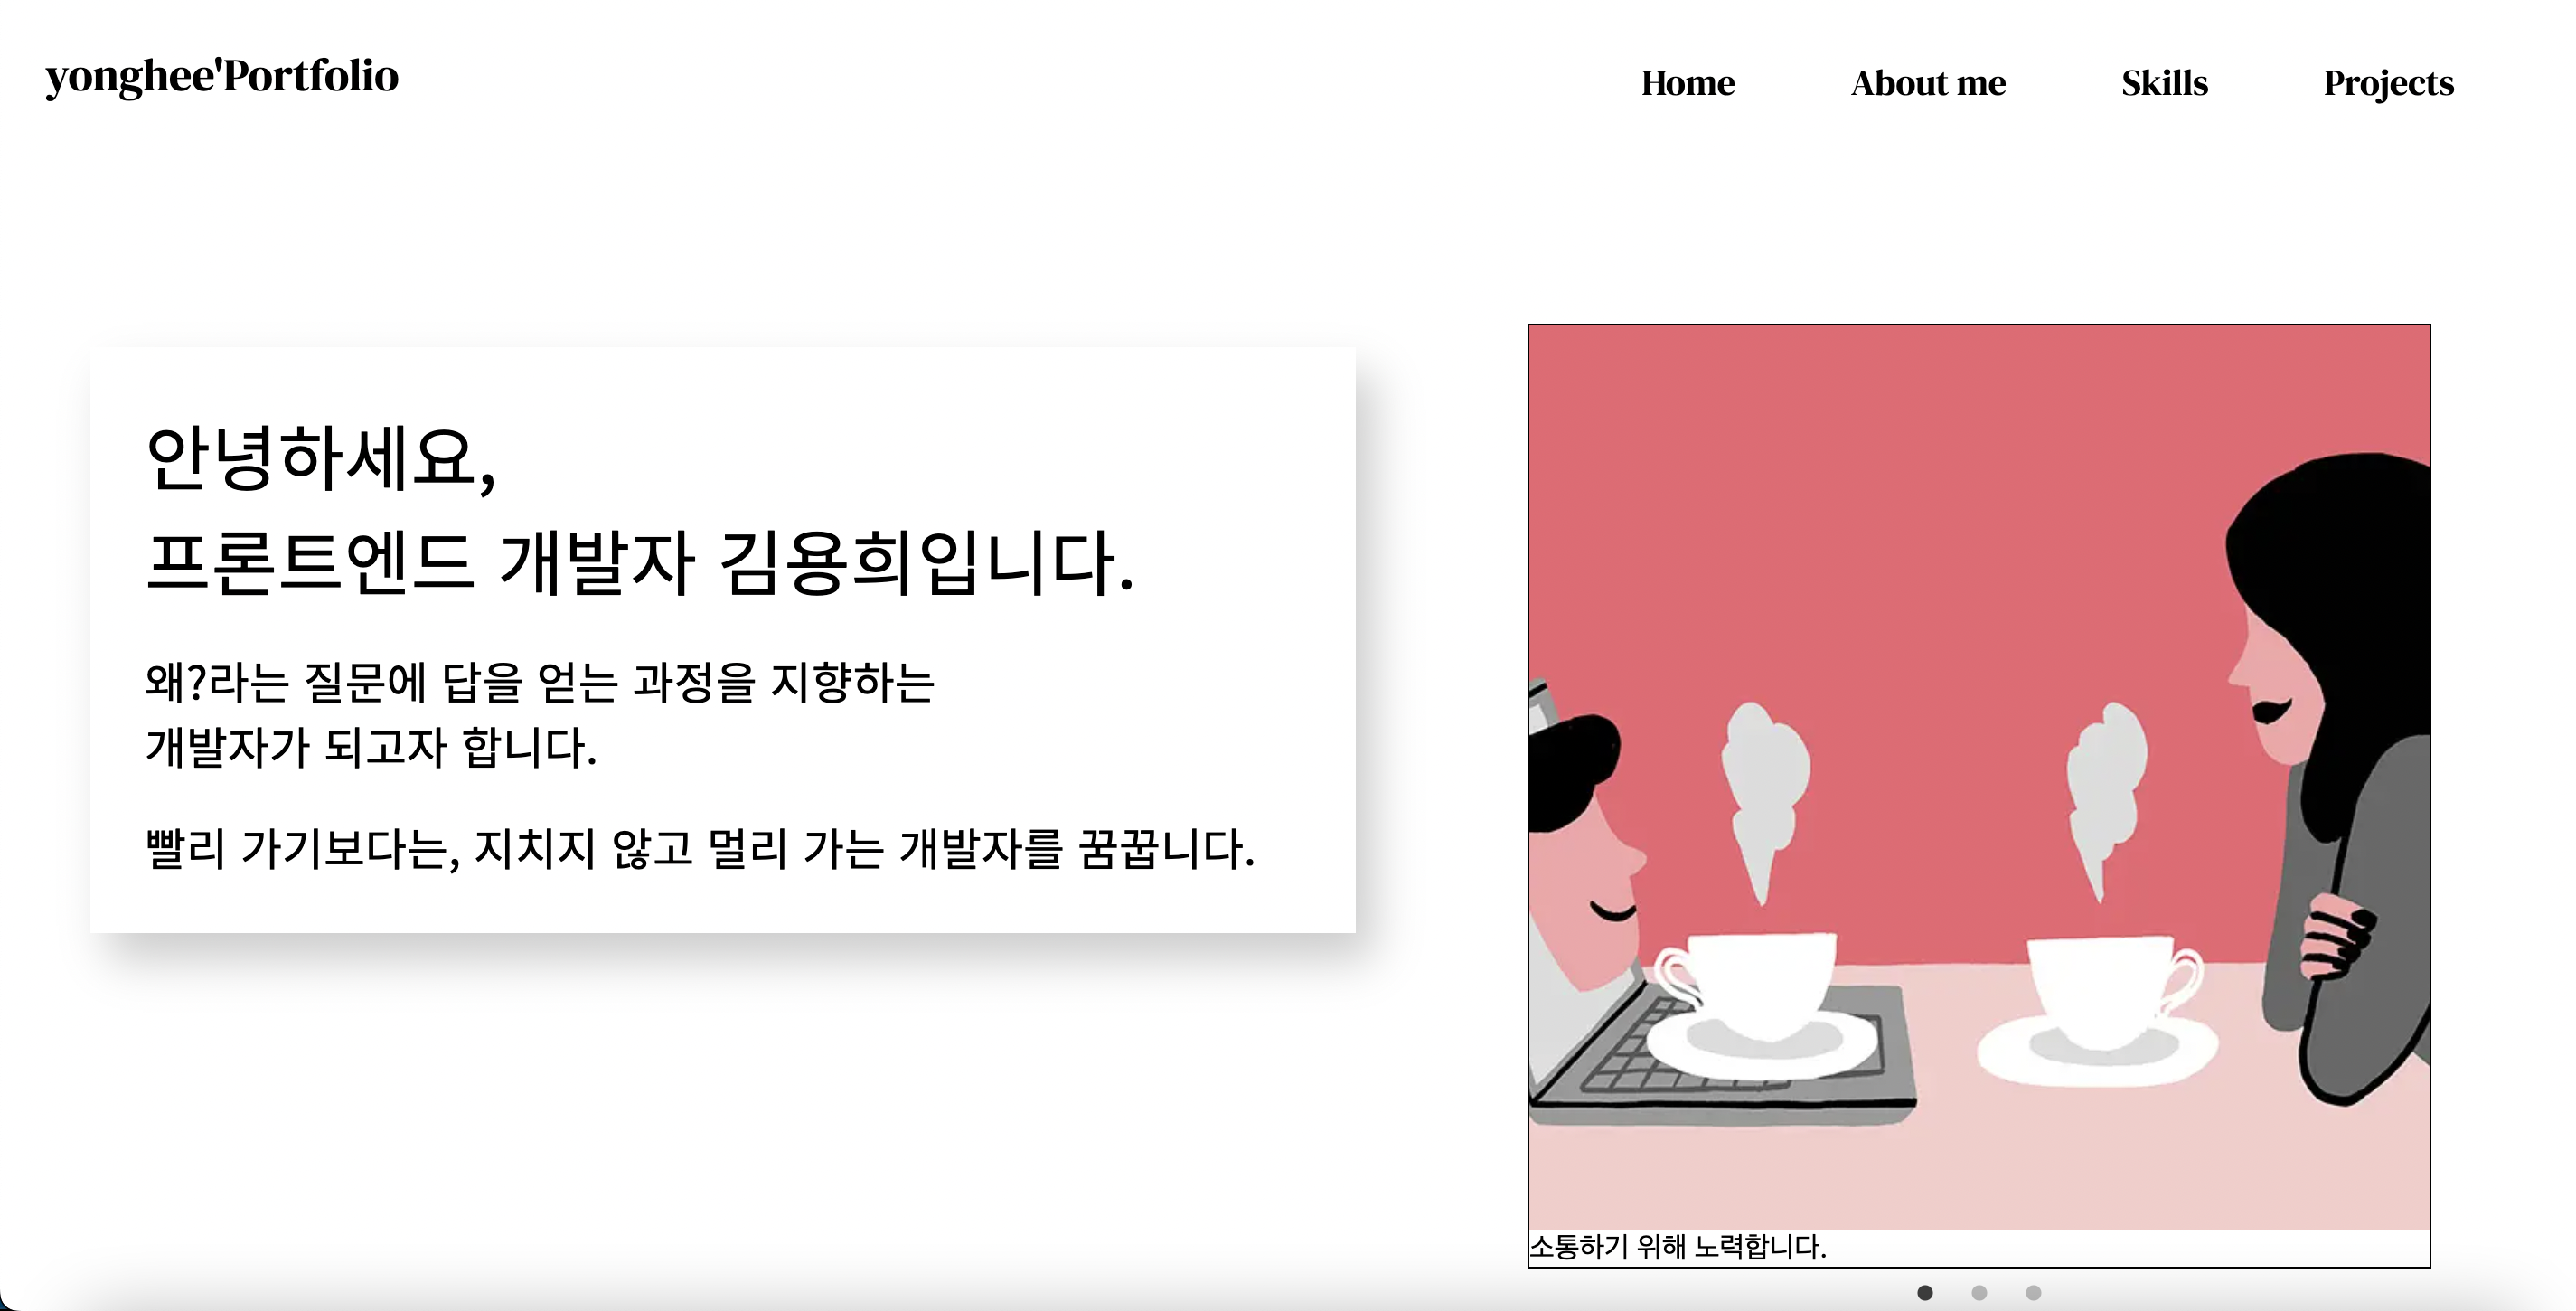 yonghee'Portfolio
Home
About me
Skills
Projects
안녕하세요,
프론트엔드 개발자 김용희입니다.
왜?라는 질문에 답을 얻는 과정을 지향하는
개발자가 되고자 합니다.
빨리 가기보다는, 지치지 않고 멀리 가는 개발자를 꿈꿉니다.
소통하기 위해 노력합니다.